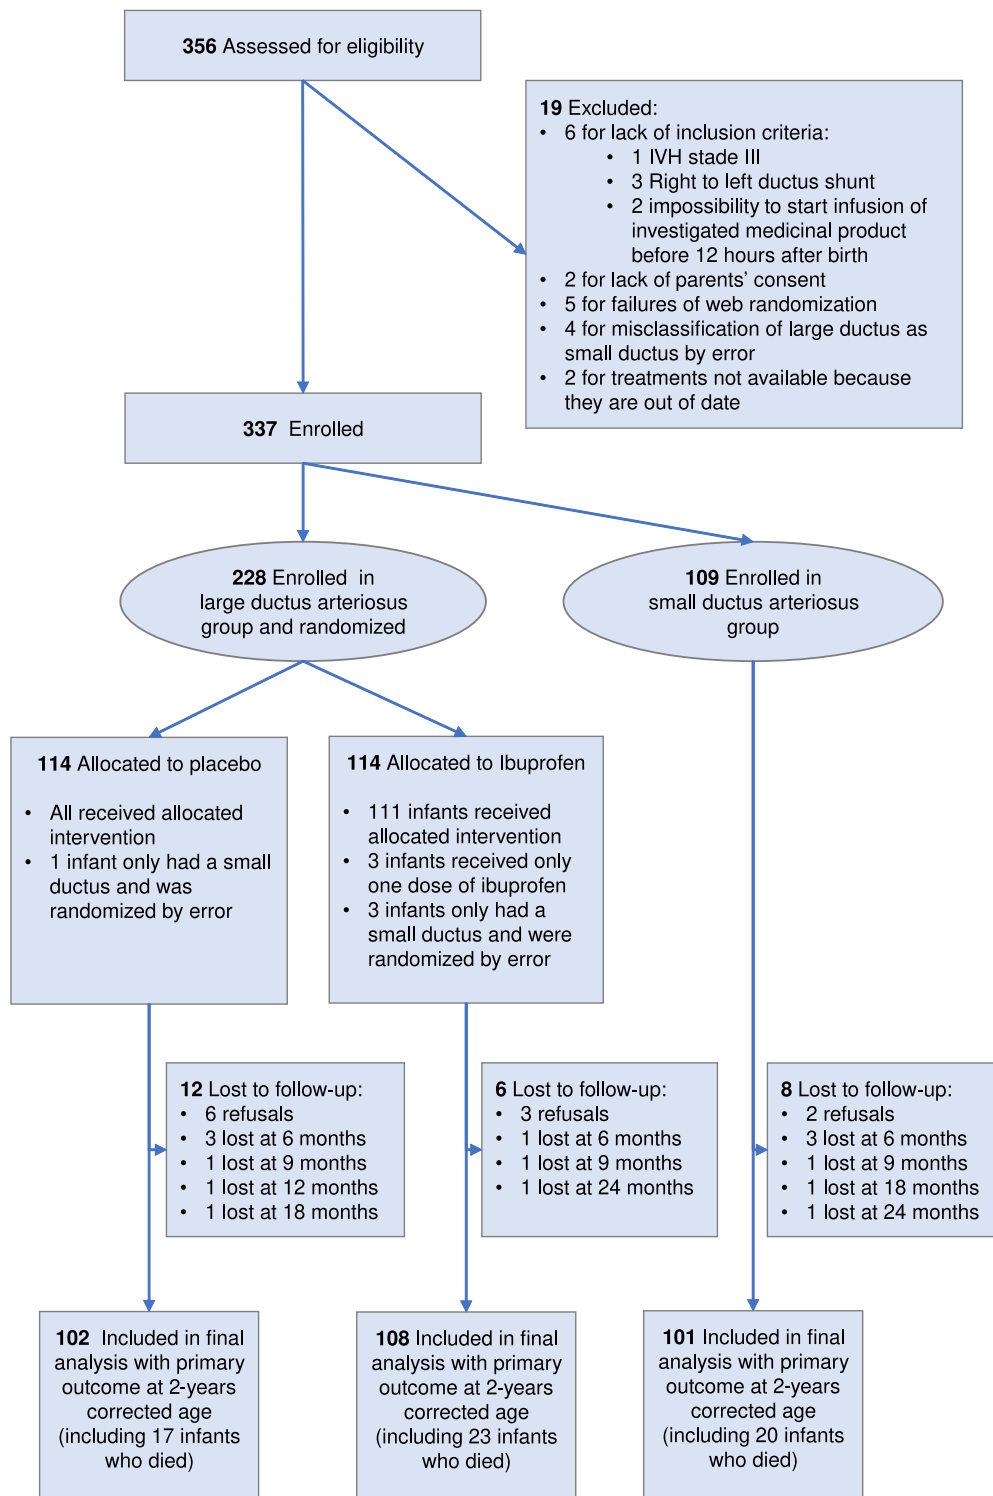 356 Assessed for eligibility
19 Excluded:
• 6 for lack of inclusion criteria:
• 1 IVH stade III
• 3 Right to left ductus shunt
• 2 impossibility to start infusion of
investigated medicinal product
before 12 hours after birth
• 2 for lack of parents’ consent
• 5 for failures of web randomization
• 4 for misclassification of large ductus as
small ductus by error
• 2 for treatments not available because
they are out of date
337 Enrolled
228 Enrolled in
large ductus arteriosus
group and randomized
109 Enrolled in
small ductus arteriosus
group
114 Allocated to placebo
• All received allocated
intervention
• 1 infant only had a small
ductus and was
randomized by error
114 Allocated to Ibuprofen
• 111 infants received
allocated intervention
• 3 infants received only
one dose of ibuprofen
• 3 infants only had a
small ductus and were
randomized by error
12 Lost to follow-up:
• 6 refusals
• 3 lost at 6 months
• 1 lost at 9 months
• 1 lost at 12 months
• 1 lost at 18 months
6 Lost to follow-up:
• 3 refusals
• 1 lost at 6 months
• 1 lost at 9 months
• 1 lost at 24 months
8 Lost to follow-up:
• 2 refusals
• 3 lost at 6 months
• 1 lost at 9 months
• 1 lost at 18 months
• 1 lost at 24 months
102 Included in final
analysis with primary
outcome at 2-years
corrected age
(including 17 infants
who died)
108 Included in final
analysis with primary
outcome at 2-years
corrected age
(including 23 infants
who died)
101 Included in final
analysis with primary
outcome at 2-years
corrected age
(including 20 infants
who died)